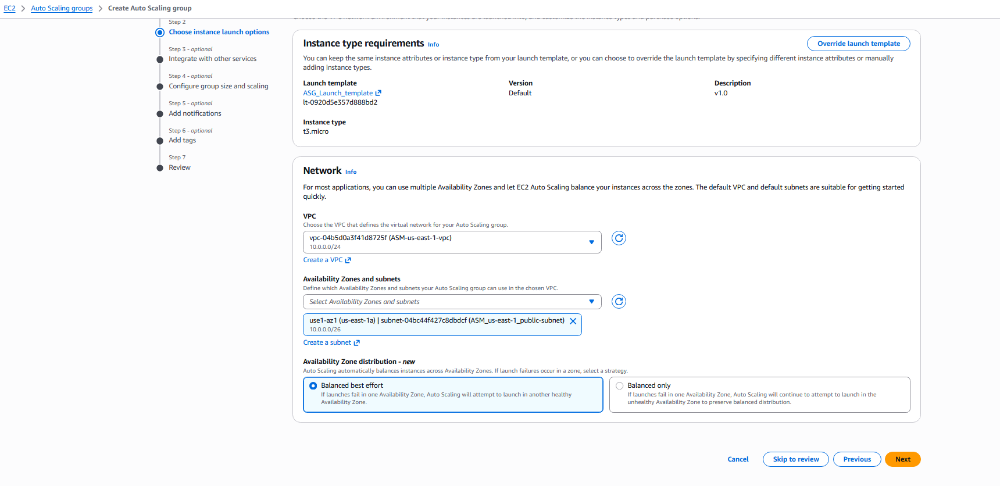 EC2 > Auto Scaling groups > Create Auto Scaling group
Step 2
Choose instance launch options
Step 3 - optional
Integrate with other services
Step 4 - optional
Configure group size and scaling
Step 5 - optional
Add notifications
Step 6 - optional
Add tags
Step 7
Review
Instance type requirements Info
Override launch template
You can keep the same instance attributes or instance type from your launch template, or you can choose to override the launch template by specifying different instance attributes or manually
adding instance types.
Launch template
ASG_Launch_template
lt-0920d5e357d888bd2
Version
Default
Description
v1.0
Instance type
t3.micro
Network Info
For most applications, you can use multiple Availability Zones and let EC2 Auto Scaling balance your instances across the zones. The default VPC and default subnets are suitable for getting started
quickly.
VPC
Choose the VPC that defines the virtual network for your Auto Scaling group.
vpc-04b5d0a3f41d8725f (ASM-us-east-1-vpc)
10.0.0.0/24
Create a VPC
Availability Zones and subnets
Define which Availability Zones and subnets your Auto Scaling group can use in the chosen VPC.
Select Availability Zones and subnets
use1-az1 (us-east-1a) | subnet-04bc44f427c8dbdcf (ASM_us-east-1_public-subnet)
10.0.0.0/26
Create a subnet
Availability Zone distribution - new
Auto Scaling automatically balances instances across Availability Zones. If launch failures occur in a zone, select a strategy.
Balanced best effort
If launches fail in one Availability Zone, Auto Scaling will attempt to launch in another healthy
Availability Zone.
Balanced only
If launches fail in one Availability Zone, Auto Scaling will continue to attempt to launch in the
unhealthy Availability Zone to preserve balanced distribution.
Cancel
Skip to review
Previous
Next